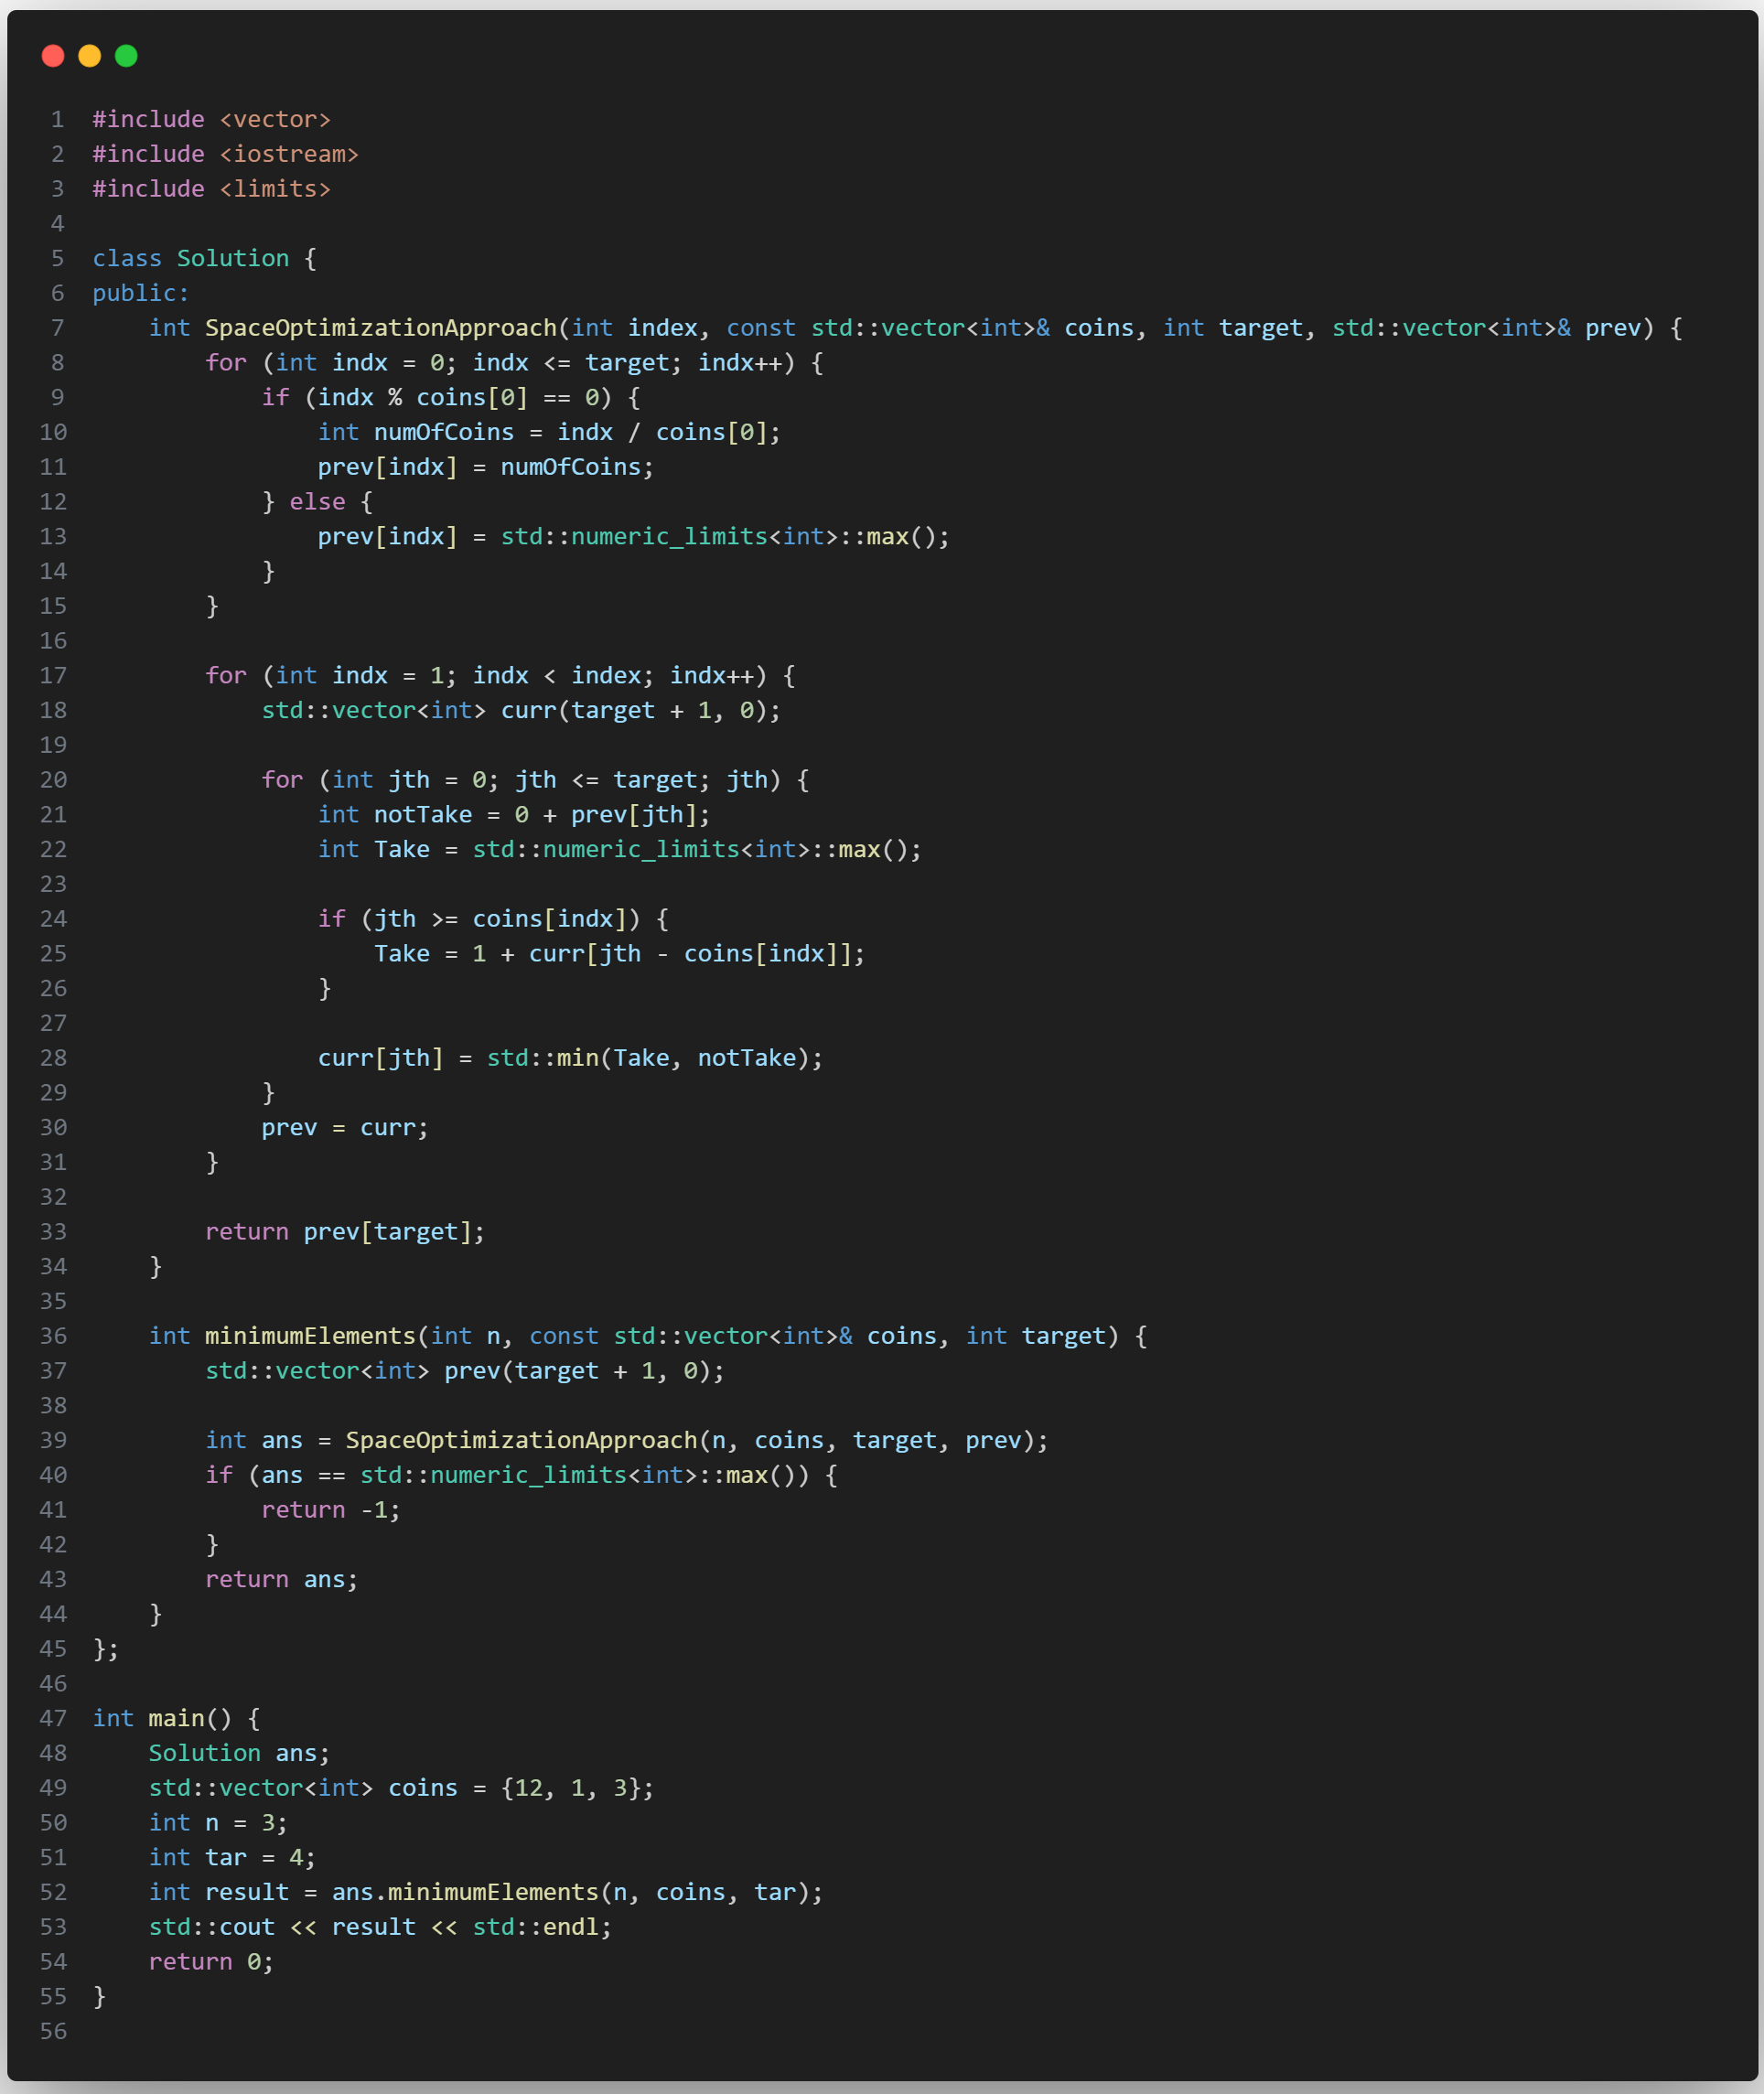 1 #include <vector>
2 #include <iostream>
3 #include <limits>
4
5 class Solution {
6 public:
7     int SpaceOptimizationApproach(int index, const std::vector<int>& coins, int target, std::vector<int>& prev) {
8         for (int indx = 0; indx <= target; indx++) {
9             if (indx % coins[0] == 0) {
10                 int numOfCoins = indx / coins[0];
11                 prev[indx] = numOfCoins;
12             } else {
13                 prev[indx] = std::numeric_limits<int>::max();
14             }
15         }
16
17         for (int indx = 1; indx < index; indx++) {
18             std::vector<int> curr(target + 1, 0);
19
20             for (int jth = 0; jth <= target; jth) {
21                 int notTake = 0 + prev[jth];
22                 int Take = std::numeric_limits<int>::max();
23
24                 if (jth >= coins[indx]) {
25                     Take = 1 + curr[jth - coins[indx]];
26                 }
27
28                 curr[jth] = std::min(Take, notTake);
29             }
30             prev = curr;
31         }
32
33         return prev[target];
34     }
35
36     int minimumElements(int n, const std::vector<int>& coins, int target) {
37         std::vector<int> prev(target + 1, 0);
38
39         int ans = SpaceOptimizationApproach(n, coins, target, prev);
40         if (ans == std::numeric_limits<int>::max()) {
41             return -1;
42         }
43         return ans;
44     }
45 };
46
47 int main() {
48     Solution ans;
49     std::vector<int> coins = {12, 1, 3};
50     int n = 3;
51     int tar = 4;
52     int result = ans.minimumElements(n, coins, tar);
53     std::cout << result << std::endl;
54     return 0;
55 }
56